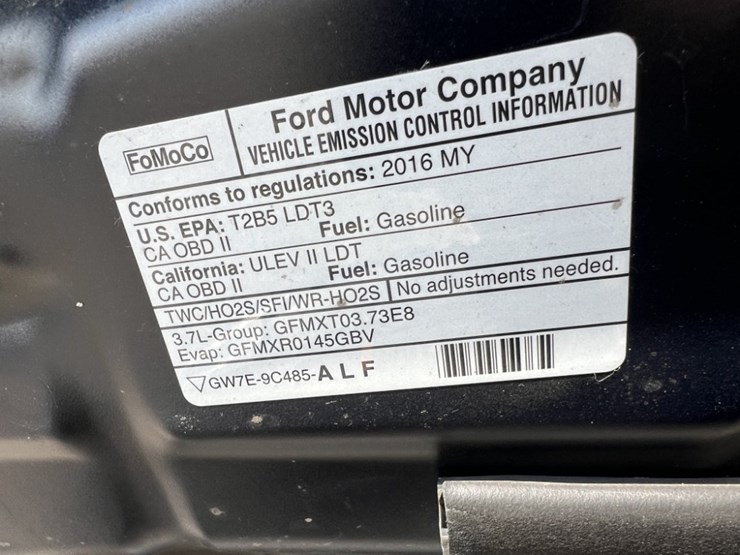 FoMoCo
Ford Motor Company
VEHICLE EMISSION CONTROL INFORMATION
Conforms to regulations: 2016 MY
U.S. EPA: T2B5 LDT3
CA OBD II Fuel: Gasoline
California: ULEV II LDT
CA OBD II Fuel: Gasoline
TWC/HO2S/SFI/WR-HO2S No adjustments needed.
3.7L-Group: GFMXT03.73E8
Evap: GFMXR0145GBV
GW7E-9C485-A L F